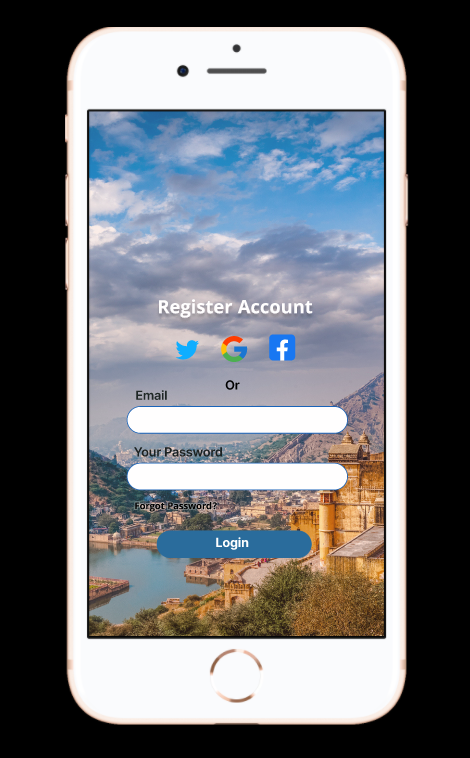 Register Account
Or
Email
Your Password
Forgot Password?
Login